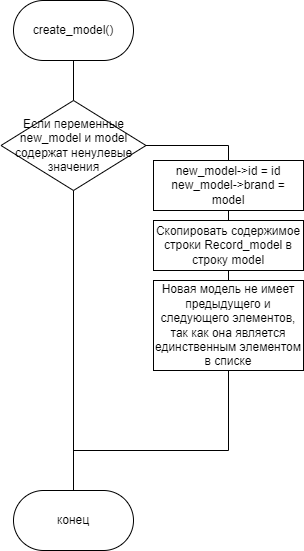 create_model()
Если переменные
new_model и model
содержат ненулевые
значения
new_model->id = id
new_model->brand =
model
Скопировать содержимое
строки Record_model в
строку model
Новая модель не имеет
предыдущего и
следующего элементов,
так как она является
единственным элементом
в списке
конец